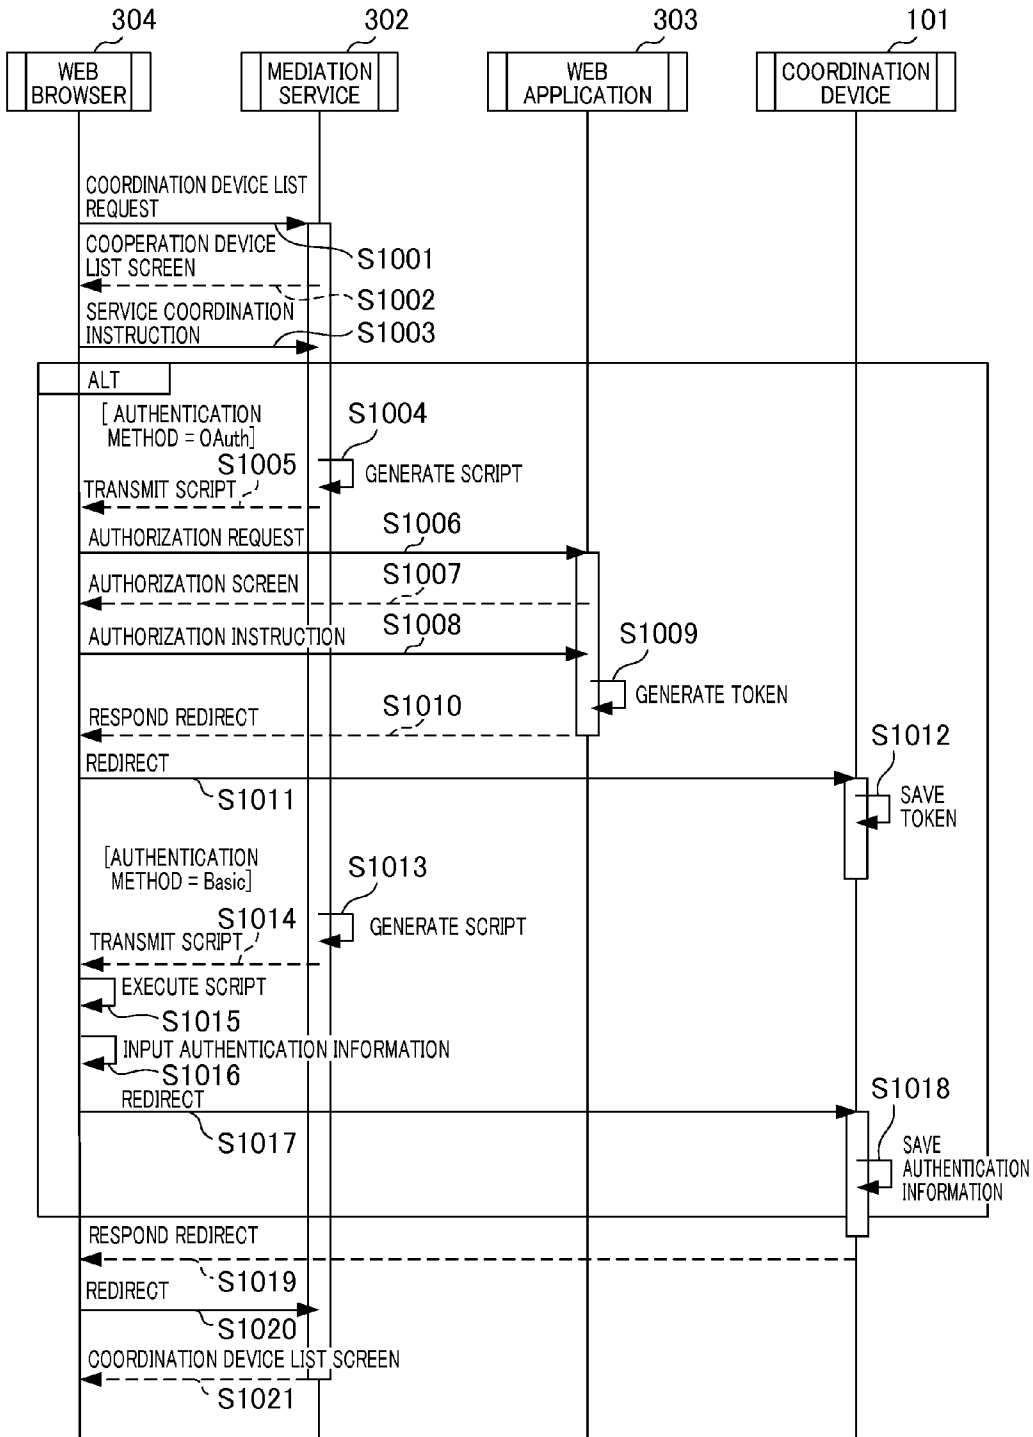 304
302
303
101
WEB
BROWSER
MEDIATION
SERVICE
WEB
APPLICATION
COORDINATION
DEVICE
COORDINATION DEVICE LIST
REQUEST
S1001
COOPERATION DEVICE
LIST SCREEN
S1002
SERVICE COORDINATION
INSTRUCTION
S1003
ALT
[ AUTHENTICATION
METHOD = OAuth]
S1004
GENERATE SCRIPT
S1005
TRANSMIT SCRIPT
S1006
AUTHORIZATION REQUEST
S1007
AUTHORIZATION SCREEN
S1008
AUTHORIZATION INSTRUCTION
S1009
GENERATE TOKEN
S1010
RESPOND REDIRECT
REDIRECT
S1011
S1012
SAVE
TOKEN
[AUTHENTICATION
METHOD = Basic]
S1013
GENERATE SCRIPT
S1014
TRANSMIT SCRIPT
EXECUTE SCRIPT
S1015
INPUT AUTHENTICATION INFORMATION
S1016
REDIRECT
S1017
S1018
SAVE
AUTHENTICATION
INFORMATION
RESPOND REDIRECT
S1019
REDIRECT
S1020
COORDINATION DEVICE LIST SCREEN
S1021